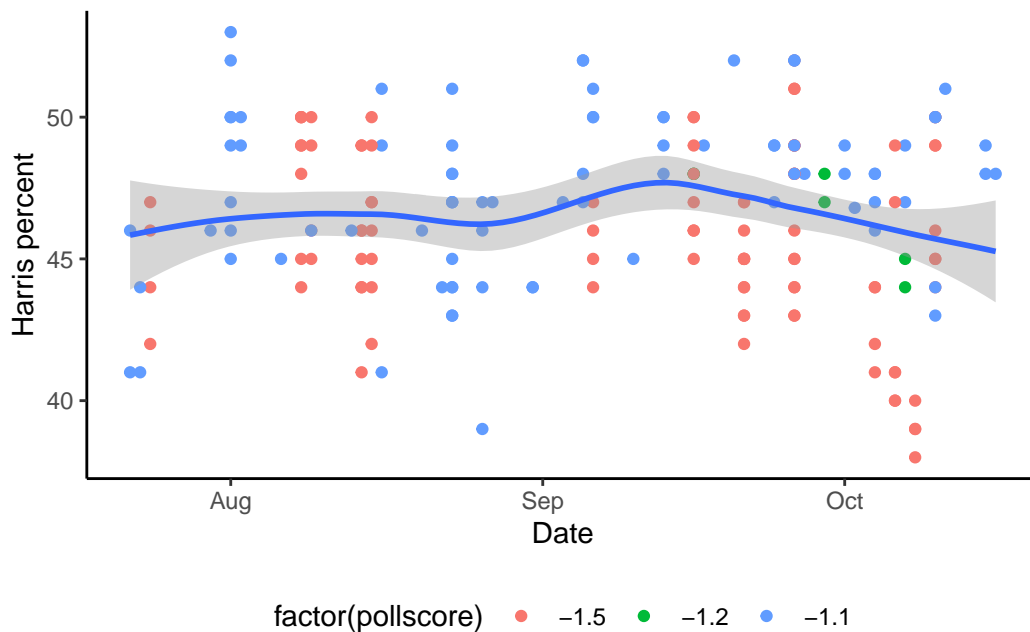 50
45
40
Harris percent
Aug Sep Oct
Date
factor(pollscore) −1.5 −1.2 −1.1